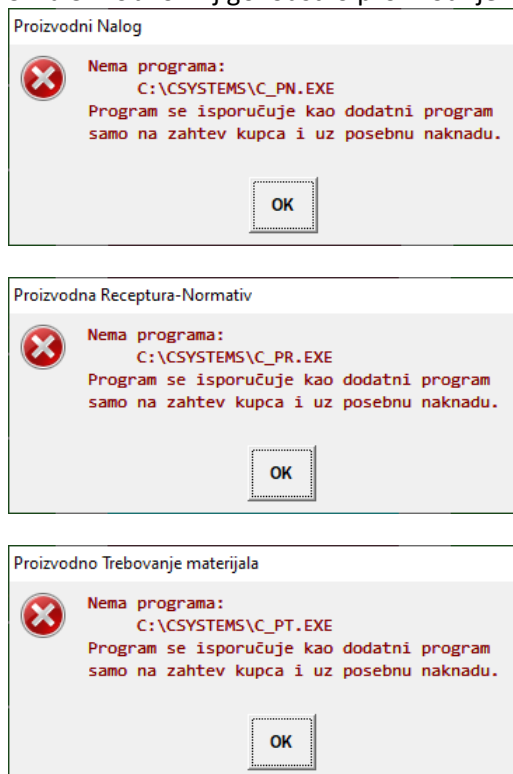 Proizvodni Nalog
Nema programa:
C:\CSYSTEMS\C_PN.EXE
Program se isporučuje kao dodatni program
samo na zahtev kupca i uz posebnu naknadu.
OK
Proizvodna Receptura-Normativ
Nema programa:
C:\CSYSTEMS\C_PR.EXE
Program se isporučuje kao dodatni program
samo na zahtev kupca i uz posebnu naknadu.
OK
Proizvodno Trebovanje materijala
Nema programa:
C:\CSYSTEMS\C_PT.EXE
Program se isporučuje kao dodatni program
samo na zahtev kupca i uz posebnu naknadu.
OK